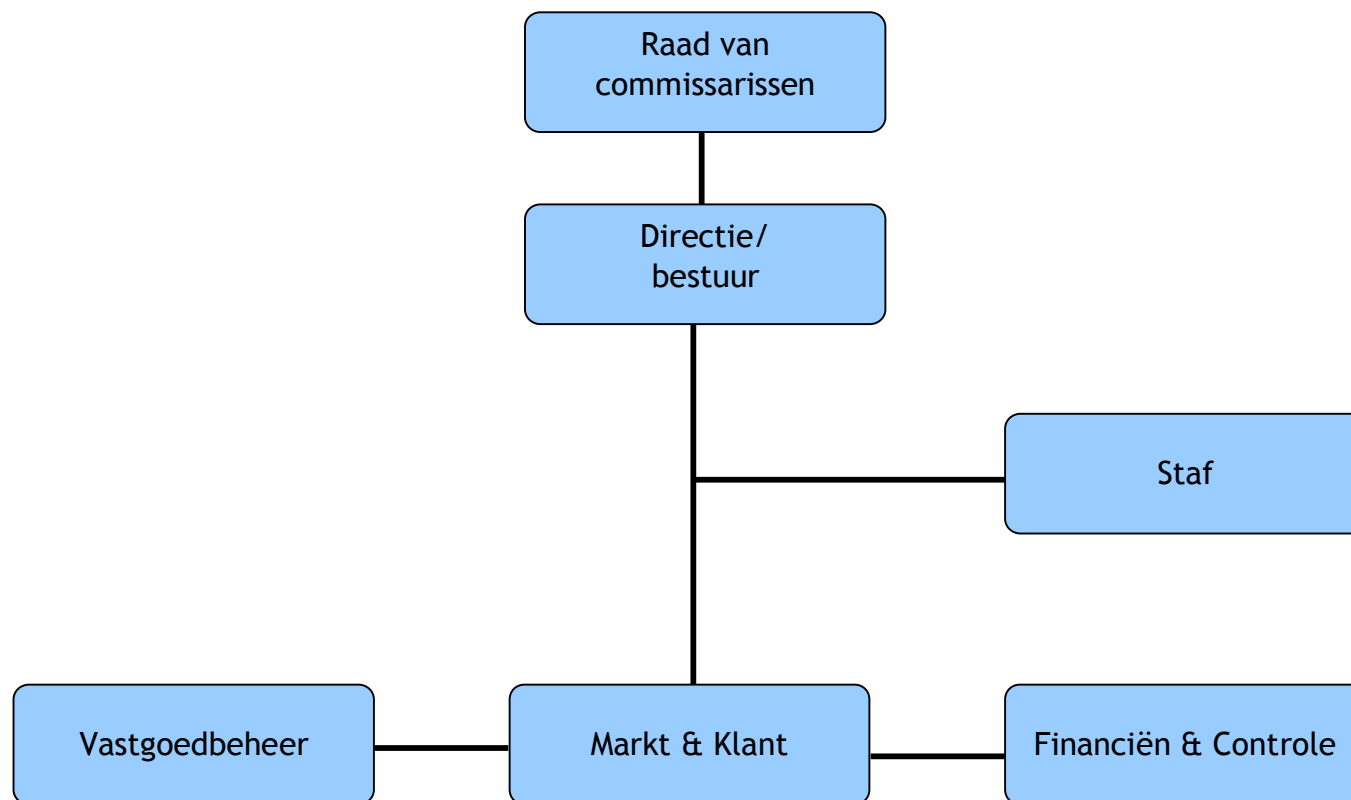 Raad van
commissarissen
Directie/
bestuur
Staf
Vastgoedbeheer
Markt & Klant
Financiën & Controle